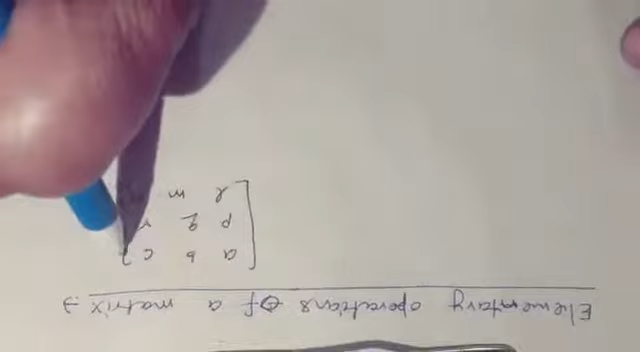 Elementary operations of a matrix →
a b c
p q r
l m